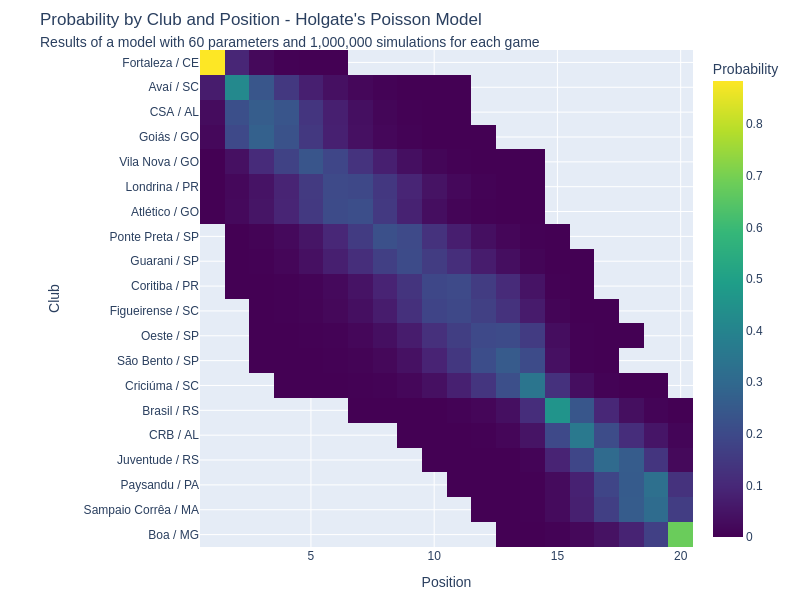 Probability by Club and Position - Holgate's Poisson Model
Results of a model with 60 parameters and 1,000,000 simulations for each game
Probability
Fortaleza / CE
Avaí / SC
CSA / AL
Goiás / GO
Vila Nova / GO
Londrina / PR
Atlético / GO
Ponte Preta / SP
Guarani / SP
Coritiba / PR
Figueirense / SC
Oeste / SP
São Bento / SP
Criciúma / SC
Brasil / RS
CRB / AL
Juventude / RS
Paysandu / PA
Sampaio Corrêa / MA
Boa / MG
Club
5 10 15 20
Position
0.8
0.7
0.6
0.5
0.4
0.3
0.2
0.1
0